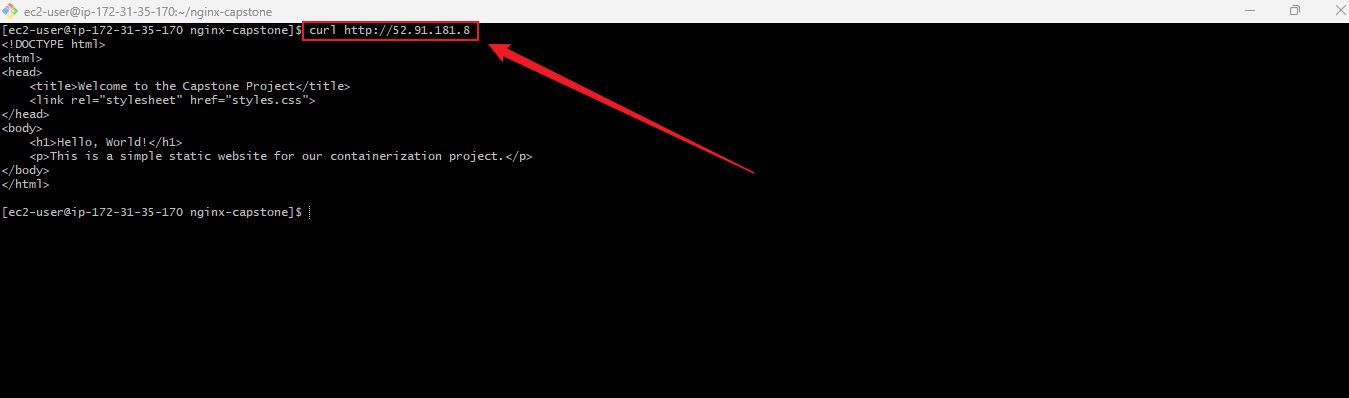 ec2-user@ip-172-31-35-170:~/nginx-capstone
[ec2-user@ip-172-31-35-170 nginx-capstone]$ curl http://52.91.181.8
<!DOCTYPE html>
<html>
<head>
    <title>Welcome to the Capstone Project</title>
    <link rel="stylesheet" href="styles.css">
</head>
<body>
    <h1>Hello, World!</h1>
    <p>This is a simple static website for our containerization project.</p>
</body>
</html>
[ec2-user@ip-172-31-35-170 nginx-capstone]$